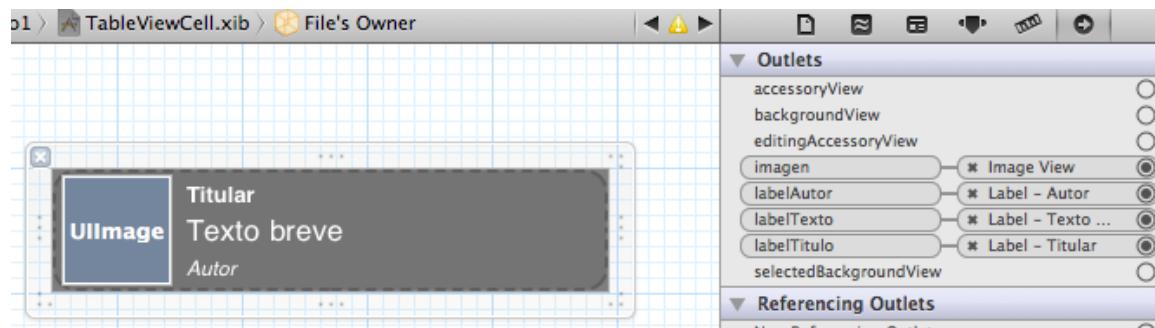 o1 > TableViewCell.xib > File's Owner
Titular
UIImage
Texto breve
Autor
Outlets
accessoryView
backgroundView
editingAccessoryView
imagen Image View
labelAutor Label - Autor
labelTexto Label - Texto ...
labelTitulo Label - Titular
selectedBackgroundView
Referencing Outlets